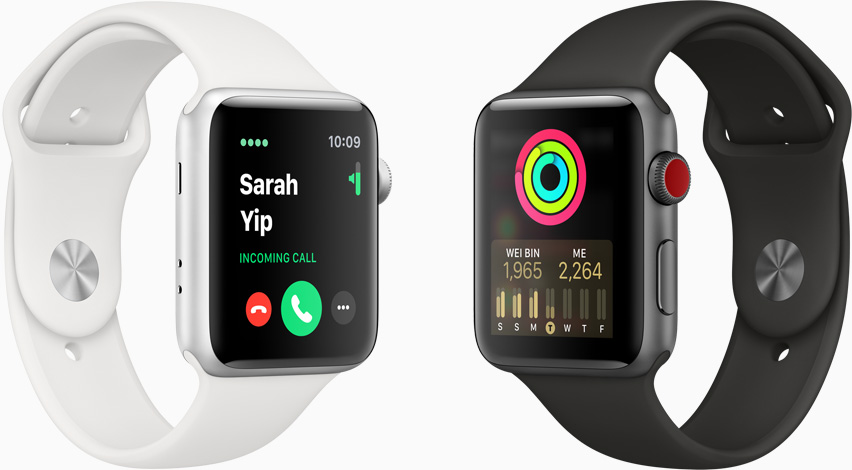 10:09
Sarah
Yip
INCOMING CALL
WEI BIN ME
1,965 2,264
S S M T W T F